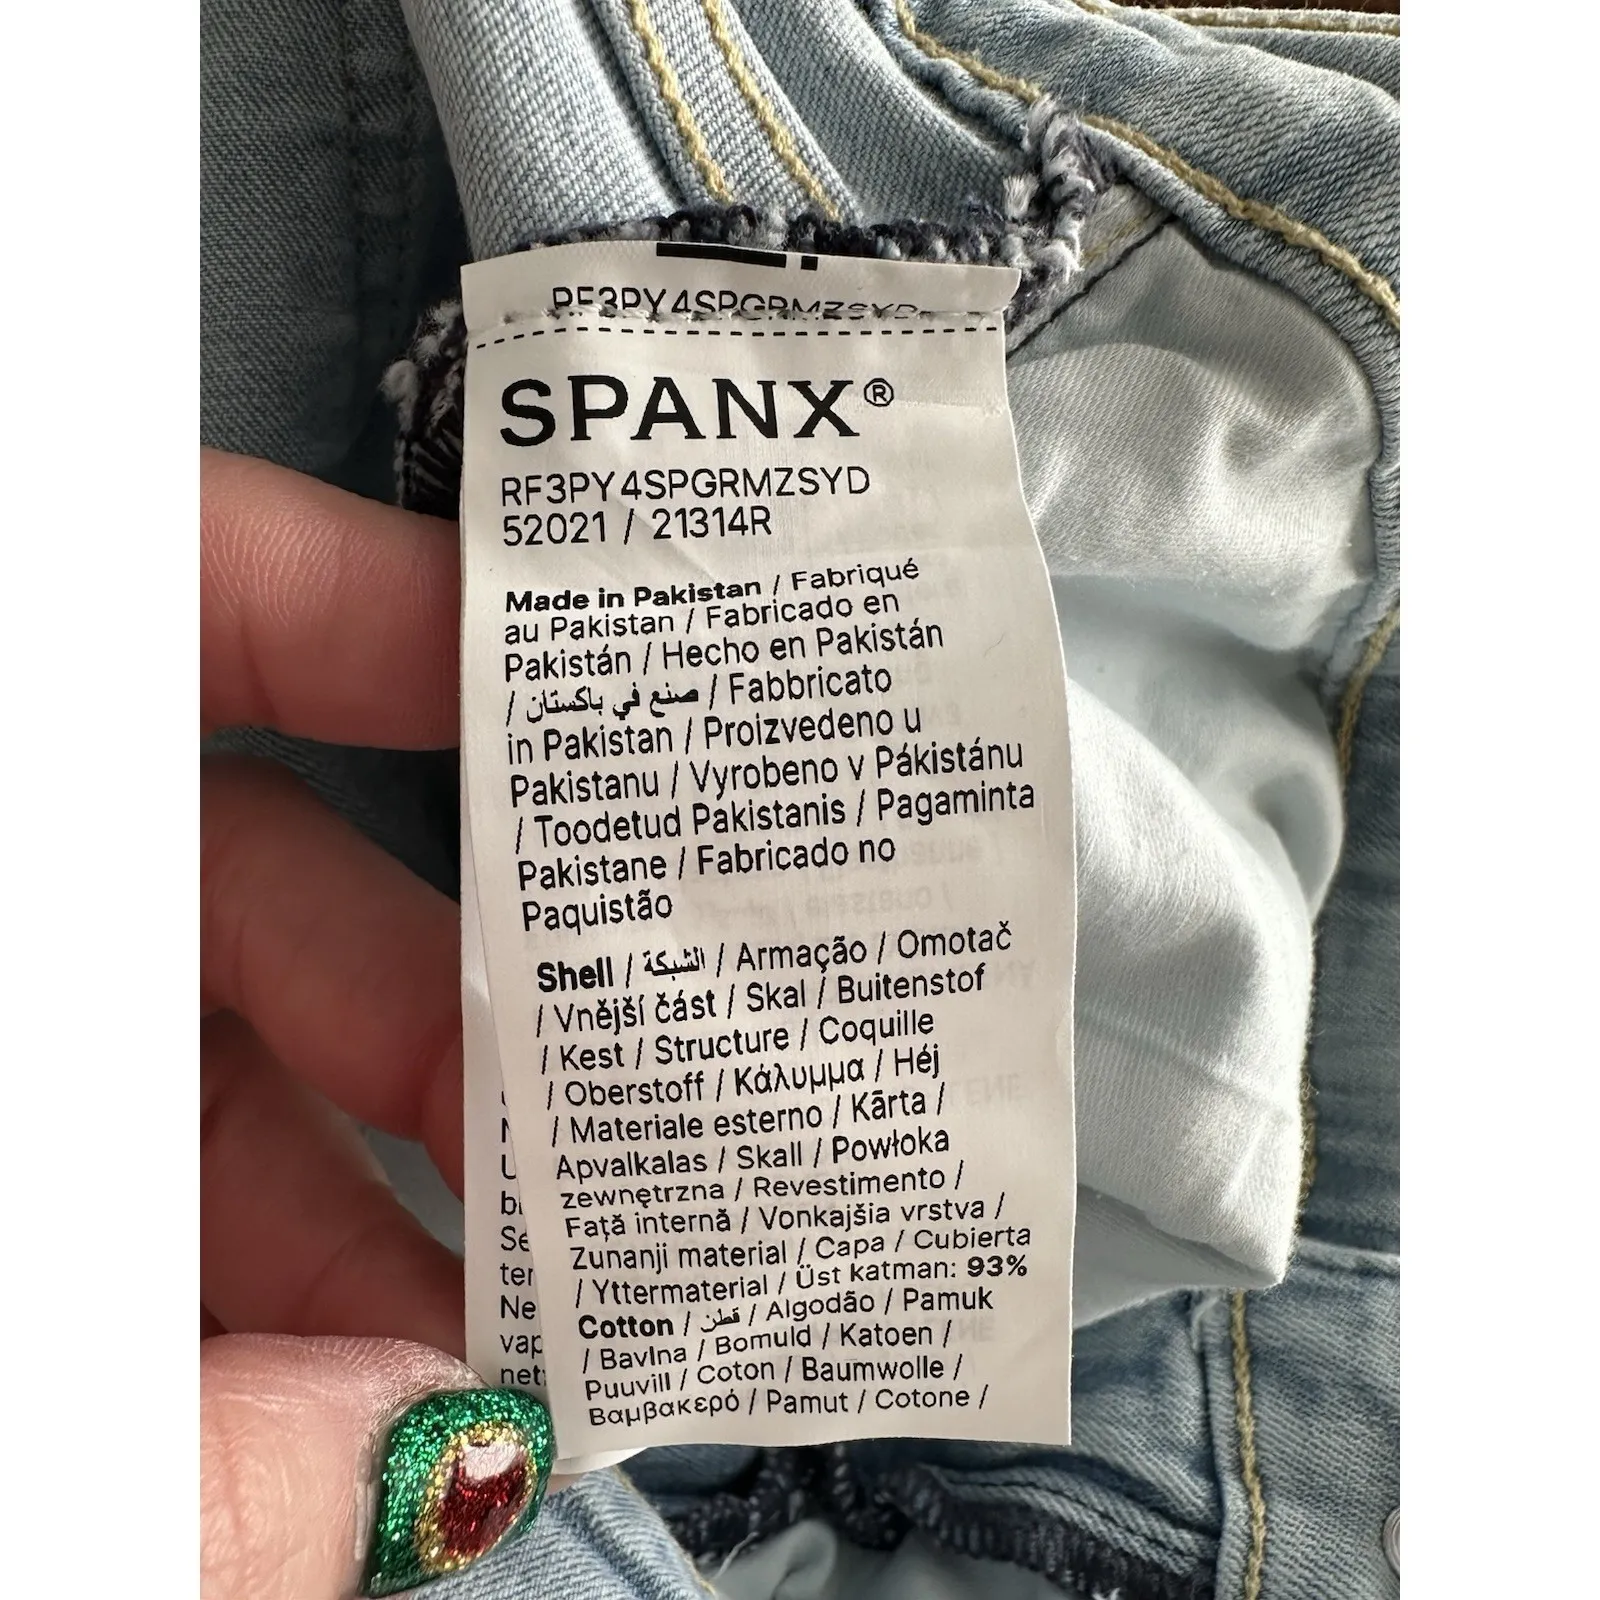 RF3PY4SPGRMZSYD
SPANX®
RF3PY4SPGRMZSYD
52021 / 21314R
Made in Pakistan / Fabriqué
au Pakistan / Fabricado en
Pakistán / Hecho en Pakistán
/ صنع في باكستان / Fabbricato
in Pakistan / Proizvedeno u
Pakistanu / Vyrobeno v Pákistánu
/ Toodetud Pakistanis / Pagaminta
Pakistane / Fabricado no
Paquistão
Shell / الشبكة / Armação / Omotač
/ Vnější část / Skal / Buitenstof
/ Kest / Structure / Coquille
/ Oberstoff / Κάλυμμα / Héj
/ Materiale esterno / Kārta /
Apvalkalas / Skall / Powłoka
zewnętrzna / Revestimento /
Față internă / Vonkajšia vrstva /
Zunanji material / Capa / Cubierta
/ Yttermaterial / Üst katman: 93%
Cotton / قطن / Algodão / Pamuk
/ Bavlna / Bomuld / Katoen /
Puuvill / Coton / Baumwolle /
Βαμβακερό / Pamut / Cotone /